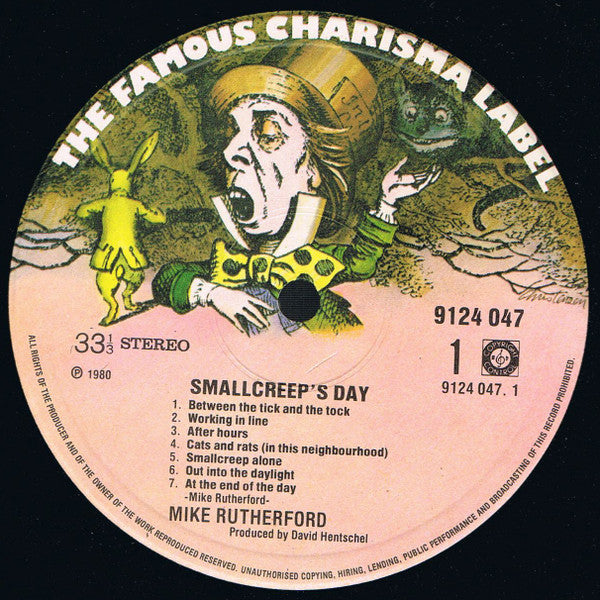 THE FAMOUS CHARISMA LABEL
9124 047
33 1/3 STEREO
1
COPYRIGHT CONTROL
℗ 1980
9124 047. 1
SMALLCREEP'S DAY
1. Between the tick and the tock
2. Working in line
3. After hours
4. Cats and rats (in this neighbourhood)
5. Smallcreep alone
6. Out into the daylight
7. At the end of the day
-Mike Rutherford-
MIKE RUTHERFORD
Produced by David Hentschel
ALL RIGHTS OF THE PRODUCER AND OF THE OWNER OF THE WORK REPRODUCED RESERVED. UNAUTHORISED COPYING, HIRING, LENDING, PUBLIC PERFORMANCE AND BROADCASTING OF THIS RECORD PROHIBITED.